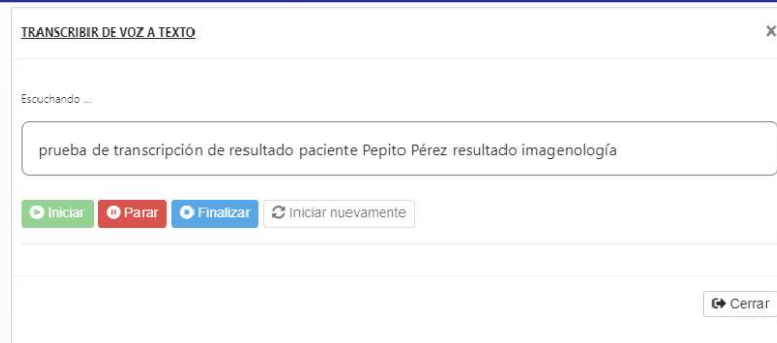 TRANSCRIBIR DE VOZ A TEXTO
x
Escuchando ...
prueba de transcripción de resultado paciente Pepito Pérez resultado imagenología
Iniciar Parar Finalizar Iniciar nuevamente
Cerrar